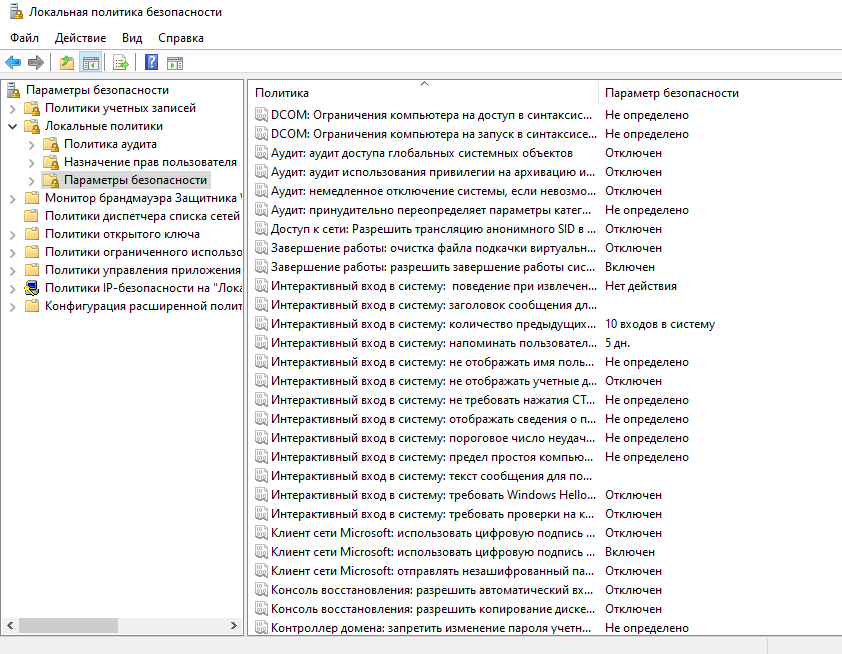 Локальная политика безопасности
Файл Действие Вид Справка
Параметры безопасности
Политики учетных записей
Локальные политики
Политика аудита
Назначение прав пользователя
Параметры безопасности
Монитор брандмауэра Защитника
Политики диспетчера списка сетей
Политики открытого ключа
Политики ограниченного использо
Политики управления приложения
Политики IP-безопасности на "Лока
Конфигурация расширенной полит
Политика Параметр безопасности
DCOM: Ограничения компьютера на доступ в синтаксис... Не определено
DCOM: Ограничения компьютера на запуск в синтаксисе... Не определено
Аудит: аудит доступа глобальных системных объектов Отключен
Аудит: аудит использования привилегии на архивацию и... Отключен
Аудит: немедленное отключение системы, если невозмо... Отключен
Аудит: принудительно переопределяет параметры катег... Не определено
Доступ к сети: Разрешить трансляцию анонимного SID в ... Отключен
Завершение работы: очистка файла подкачки виртуальн... Отключен
Завершение работы: разрешить завершение работы сис... Включен
Интерактивный вход в систему:  поведение при извлечен... Нет действия
Интерактивный вход в систему: заголовок сообщения дл...
Интерактивный вход в систему: количество предыдущих... 10 входов в систему
Интерактивный вход в систему: напоминать пользовател... 5 дн.
Интерактивный вход в систему: не отображать имя поль... Не определено
Интерактивный вход в систему: не отображать учетные д... Отключен
Интерактивный вход в систему: не требовать нажатия CT... Не определено
Интерактивный вход в систему: отображать сведения о п... Не определено
Интерактивный вход в систему: пороговое число неудач... Не определено
Интерактивный вход в систему: предел простоя компью... Не определено
Интерактивный вход в систему: текст сообщения для по...
Интерактивный вход в систему: требовать Windows Hello... Отключен
Интерактивный вход в систему: требовать проверки на к... Отключен
Клиент сети Microsoft: использовать цифровую подпись ... Отключен
Клиент сети Microsoft: использовать цифровую подпись ... Включен
Клиент сети Microsoft: отправлять незашифрованный па... Отключен
Консоль восстановления: разрешить автоматический вх... Отключен
Консоль восстановления: разрешить копирование диске... Отключен
Контроллер домена: запретить изменение пароля учетн... Не определено